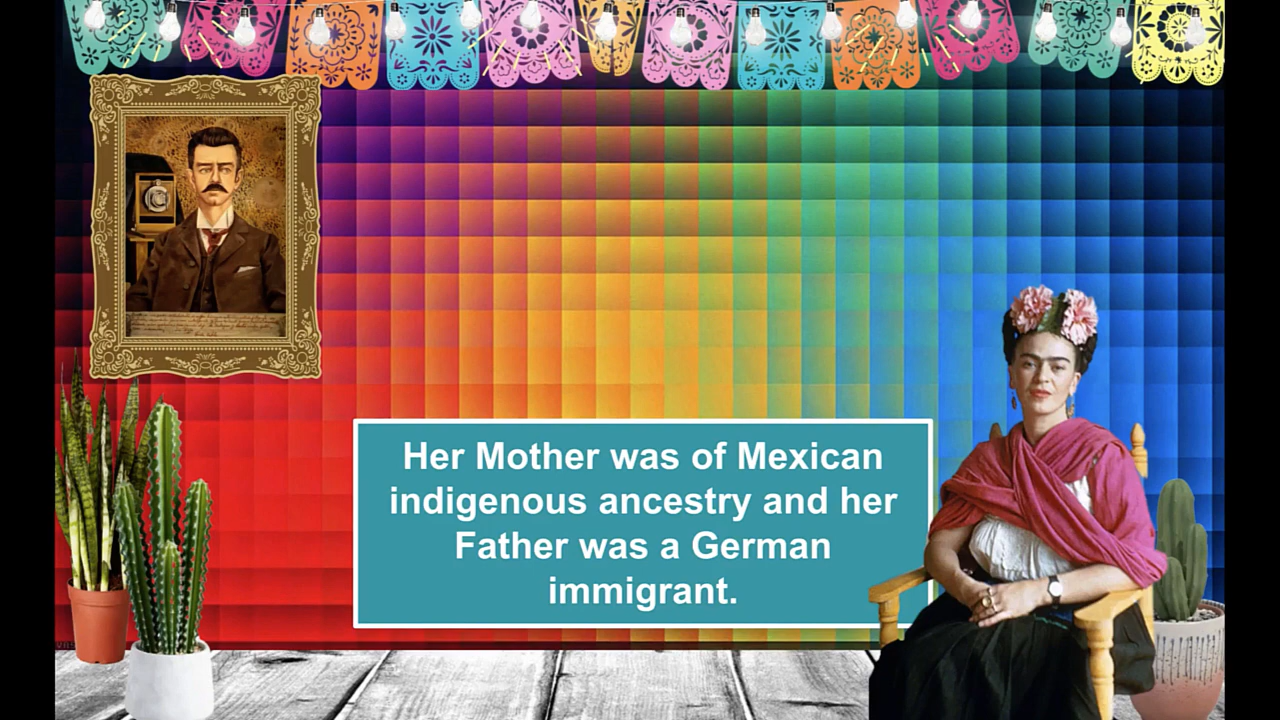 Her Mother was of Mexican
indigenous ancestry and her
Father was a German
immigrant.